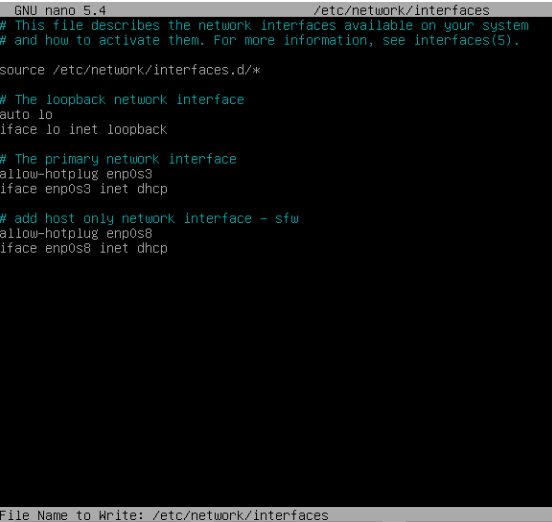 GNU nano 5.4 /etc/network/interfaces
# This file describes the network interfaces available on your system
# and how to activate them. For more information, see interfaces(5).
source /etc/network/interfaces.d/*
# The loopback network interface
auto lo
iface lo inet loopback
# The primary network interface
allow-hotplug enp0s3
iface enp0s3 inet dhcp
# add host only network interface - sfw
allow-hotplug enp0s8
iface enp0s8 inet dhcp
File Name to Write: /etc/network/interfaces